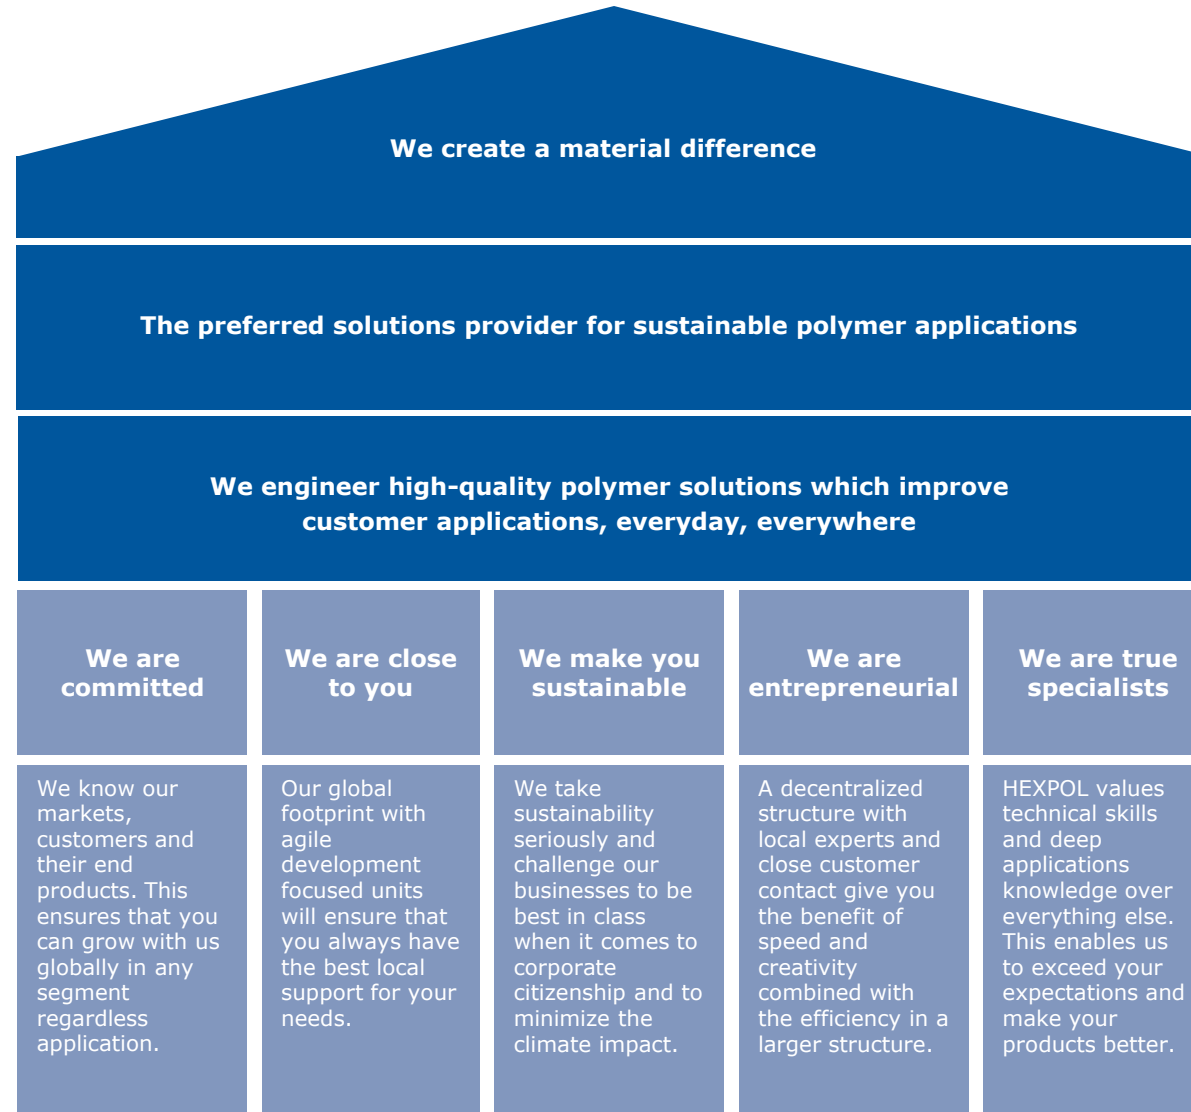 We create a material difference
The preferred solutions provider for sustainable polymer applications
We engineer high-quality polymer solutions which improve
customer applications, everyday, everywhere
We are
committed
We know our
markets,
customers and
their end
products. This
ensures that you
can grow with us
globally in any
segment
regardless
application.
We are close
to you
Our global
footprint with
agile
development
focused units
will ensure that
you always have
the best local
support for your
needs.
We make you
sustainable
We take
sustainability
seriously and
challenge our
businesses to be
best in class
when it comes to
corporate
citizenship and to
minimize the
climate impact.
We are
entrepreneurial
A decentralized
structure with
local experts and
close customer
contact give you
the benefit of
speed and
creativity
combined with
the efficiency in a
larger structure.
We are true
specialists
HEXPOL values
technical skills
and deep
applications
knowledge over
everything else.
This enables us
to exceed your
expectations and
make your
products better.